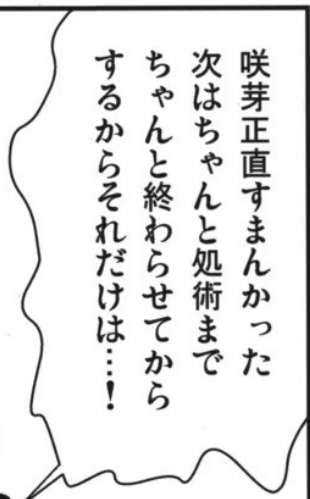 咲芽正直すまんかった
次はちゃんと処術まで
ちゃんと終わらせてから
するからそれだけは…!